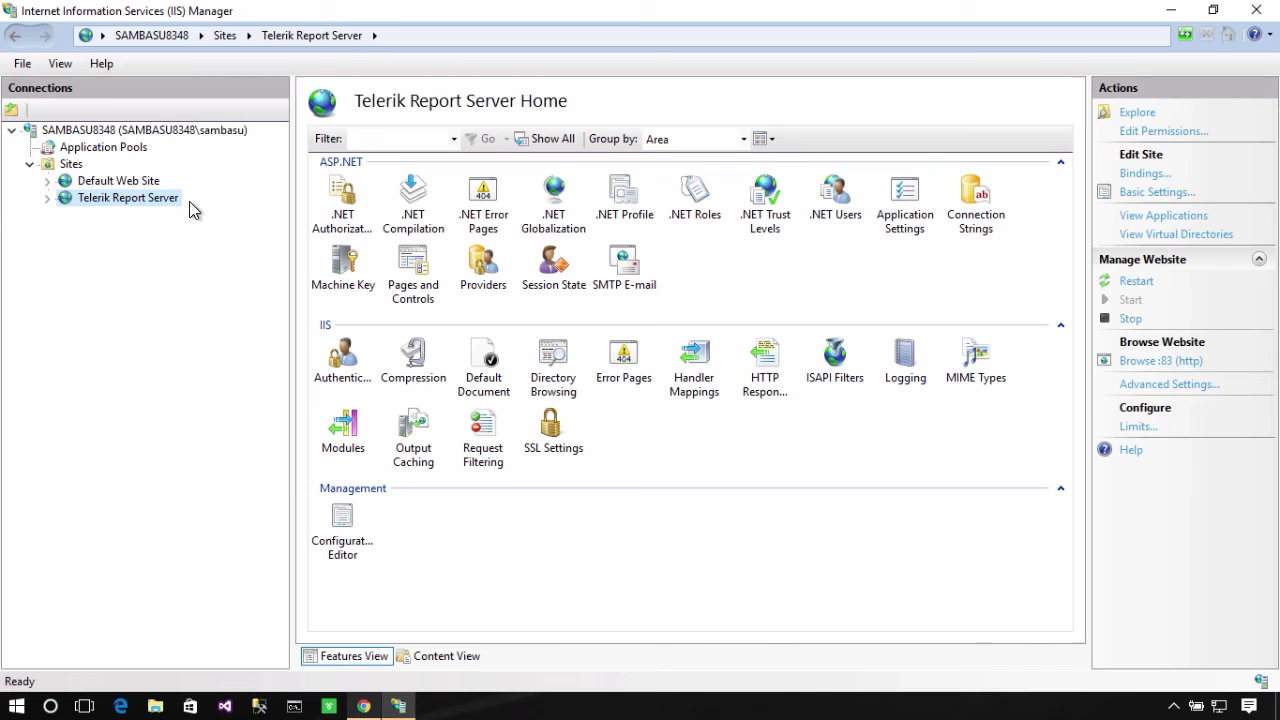 Internet Information Services (IIS) Manager
SAMBASU8348
Sites
Telerik Report Server
File
View
Help
Connections
SAMBASU8348 (SAMBASU8348\sambasu)
Application Pools
Sites
Default Web Site
Telerik Report Server
Telerik Report Server Home
Filter:
Go
Show All
Group by:
Area
ASP.NET
.NET
Authorizat...
.NET
Compilation
.NET Error
Pages
.NET
Globalization
.NET Profile
.NET Roles
.NET Trust
Levels
.NET Users
Application
Settings
Connection
Strings
Machine Key
Pages and
Controls
Providers
Session State
SMTP E-mail
IIS
Authentic...
Compression
Default
Document
Directory
Browsing
Error Pages
Handler
Mappings
HTTP
Respon...
ISAPI Filters
Logging
MIME Types
Modules
Output
Caching
Request
Filtering
SSL Settings
Management
Configurat...
Editor
Features View
Content View
Actions
Explore
Edit Permissions...
Edit Site
Bindings...
Basic Settings...
View Applications
View Virtual Directories
Manage Website
Restart
Start
Stop
Browse Website
Browse :83 (http)
Advanced Settings...
Configure
Limits...
Help
Ready